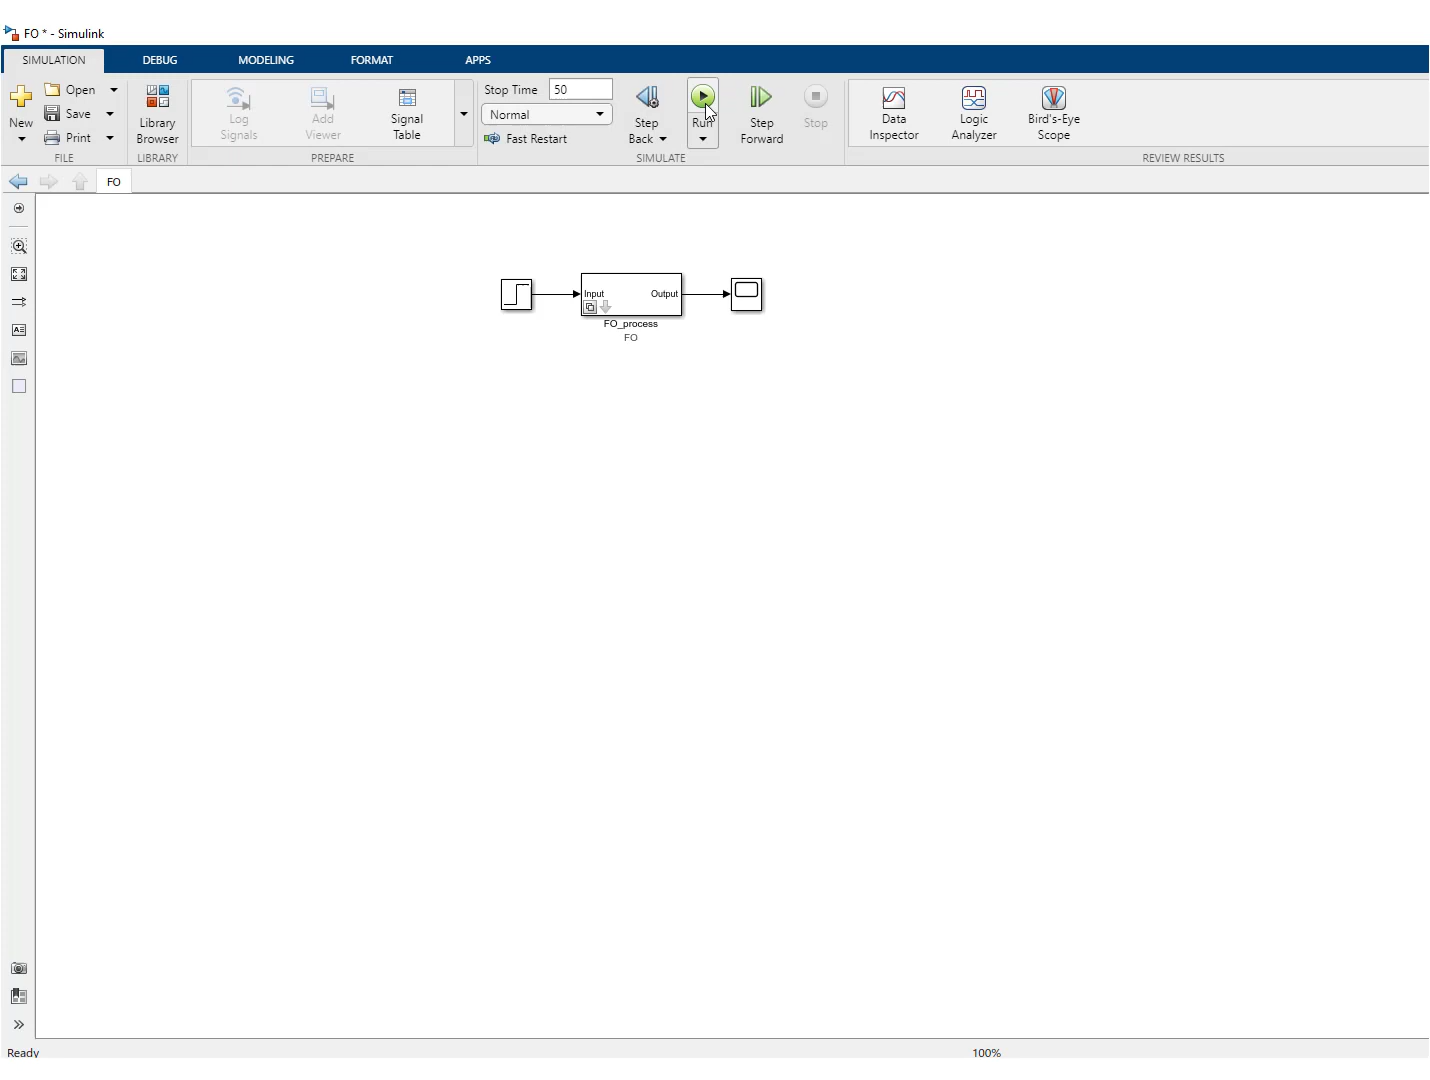 FO * - Simulink
SIMULATION DEBUG MODELING FORMAT APPS
New
Open
Save
Print
FILE
Library Browser
LIBRARY
Log Signals
Add Viewer
Signal Table
PREPARE
Stop Time 50
Normal
Fast Restart
Step Back
Run
Step Forward
Stop
SIMULATE
Data Inspector
Logic Analyzer
Bird's-Eye Scope
REVIEW RESULTS
FO
Input Output
FO_process
FO
Ready 100%